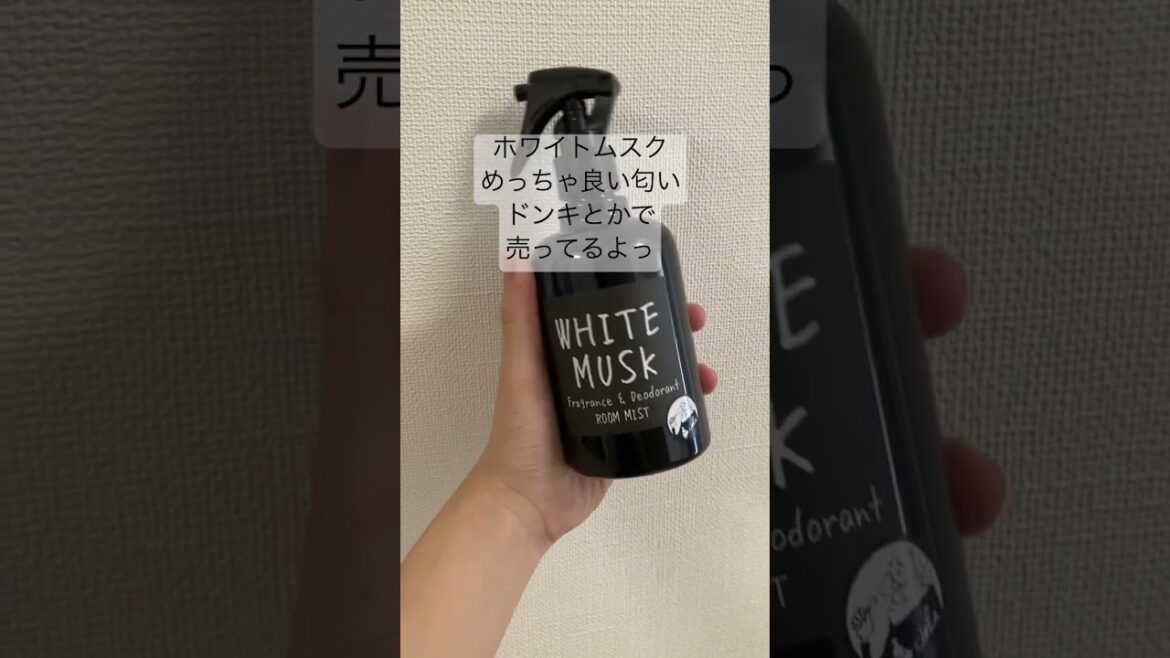 ホワイトムスク
めっちゃ良い匂い
ドンキとかで
売ってるよっ
WHITE
MUSK
Fragrance & Deodorant
ROOM MIST